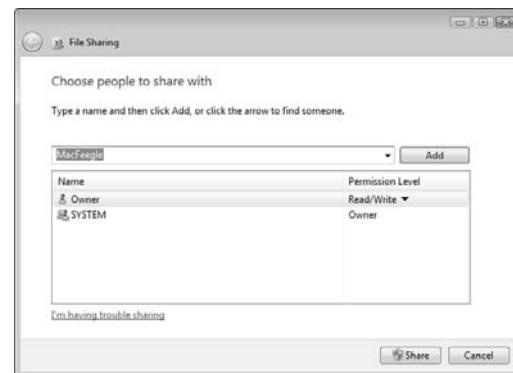 File Sharing
Choose people to share with
Type a name and then click Add, or click the arrow to find someone.
MacFeegle Add
Name Permission Level
Owner Read/Write
SYSTEM Owner
I'm having trouble sharing
Share Cancel